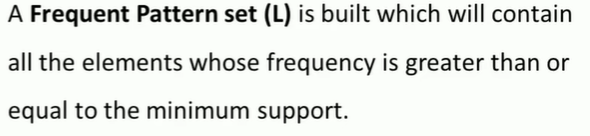 A Frequent Pattern set (L) is built which will contain
all the elements whose frequency is greater than or
equal to the minimum support.